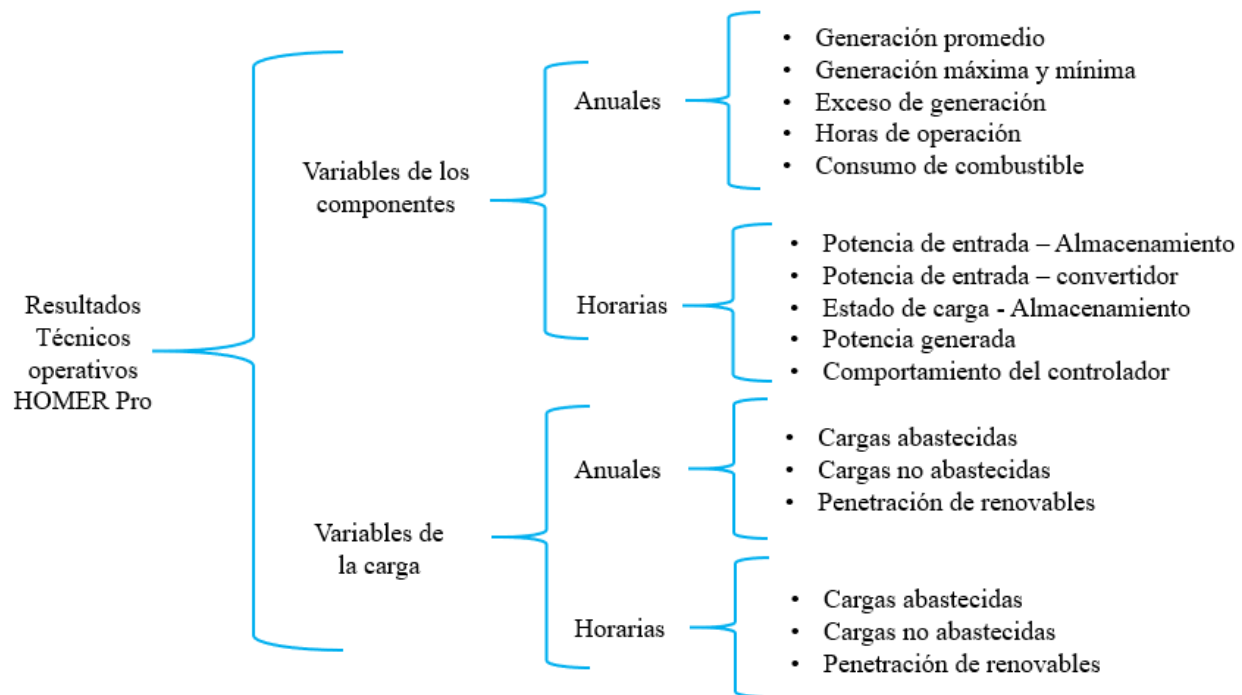 Resultados
Técnicos
operativos
HOMER Pro
Variables de los
componentes
Anuales
• Generación promedio
• Generación máxima y mínima
• Exceso de generación
• Horas de operación
• Consumo de combustible
Horarias
• Potencia de entrada – Almacenamiento
• Potencia de entrada – convertidor
• Estado de carga - Almacenamiento
• Potencia generada
• Comportamiento del controlador
Variables de
la carga
Anuales
• Cargas abastecidas
• Cargas no abastecidas
• Penetración de renovables
Horarias
• Cargas abastecidas
• Cargas no abastecidas
• Penetración de renovables